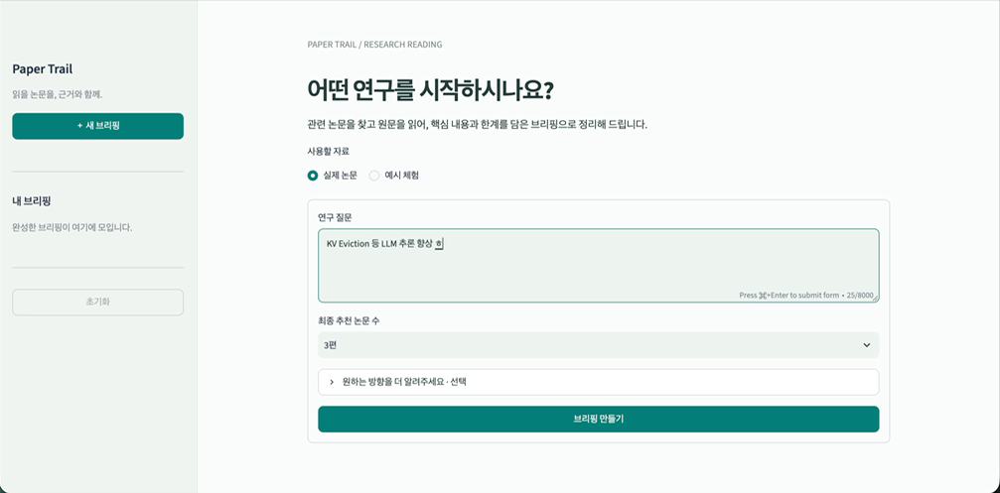 Paper Trail
읽을 논문을, 근거와 함께.
+ 새 브리핑
내 브리핑
완성한 브리핑이 여기에 모입니다.
초기화
PAPER TRAIL / RESEARCH READING
어떤 연구를 시작하시나요?
관련 논문을 찾고 원문을 읽어, 핵심 내용과 한계를 담은 브리핑으로 정리해 드립니다.
사용할 자료
실제 논문
예시 체험
연구 질문
KV Eviction 등 LLM 추론 향상 ㅎ
Press ⌘+Enter to submit form • 25/8000
최종 추천 논문 수
3편
원하는 방향을 더 알려주세요 · 선택
브리핑 만들기